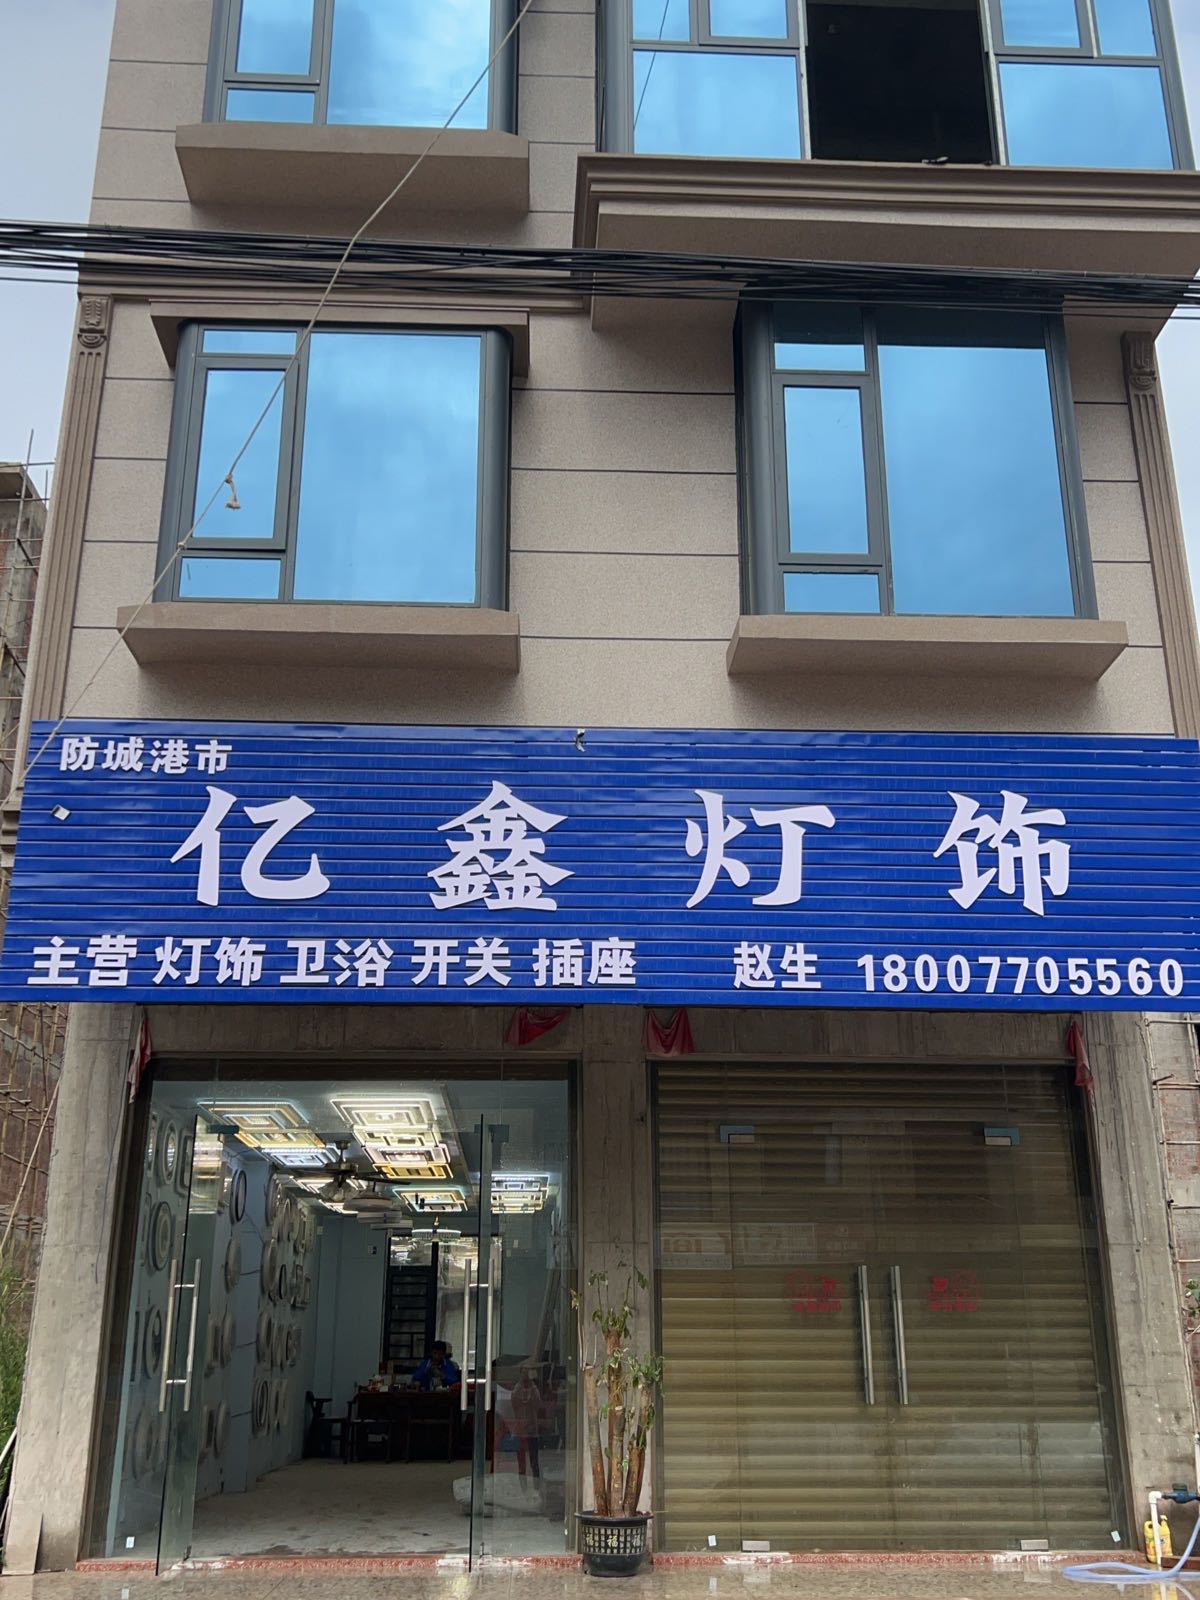 防城港市
亿鑫灯饰
主营 灯饰 卫浴 开关 插座 赵生 18007705560